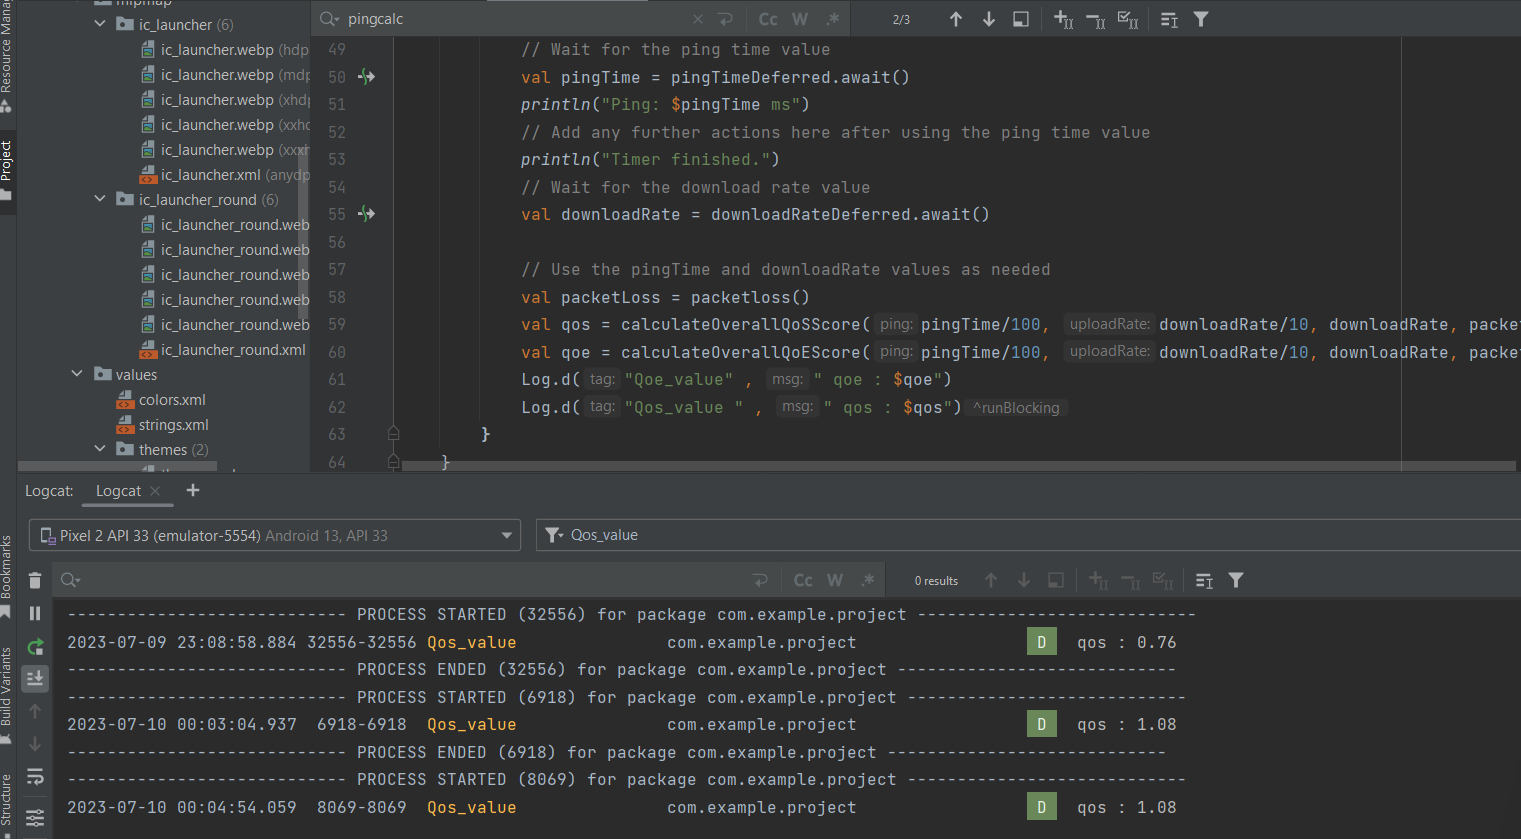 Resource Mana
mipmap
ic_launcher (6)
ic_launcher.webp (hdp
ic_launcher.webp (mdp
ic_launcher.webp (xhdp
ic_launcher.webp (xxhd
ic_launcher.webp (xxxh
ic_launcher.xml (anydp
ic_launcher_round (6)
ic_launcher_round.web
ic_launcher_round.web
ic_launcher_round.web
ic_launcher_round.web
ic_launcher_round.web
ic_launcher_round.xml
values
colors.xml
strings.xml
themes (2)
Project
pingcalc
Cc W .*
2/3
49 // Wait for the ping time value
50 val pingTime = pingTimeDeferred.await()
51 println("Ping: $pingTime ms")
52 // Add any further actions here after using the ping time value
53 println("Timer finished.")
54 // Wait for the download rate value
55 val downloadRate = downloadRateDeferred.await()
56
57 // Use the pingTime and downloadRate values as needed
58 val packetLoss = packetloss()
59 val qos = calculateOverallQoSScore( ping: pingTime/100, uploadRate: downloadRate/10, downloadRate, packet
60 val qoe = calculateOverallQoEScore( ping: pingTime/100, uploadRate: downloadRate/10, downloadRate, packet
61 Log.d( tag: "Qoe_value" , msg: " qoe : $qoe")
62 Log.d( tag: "Qos_value " , msg: " qos : $qos") ^runBlocking
63 }
64 }
Logcat: Logcat
Pixel 2 API 33 (emulator-5554) Android 13, API 33
Qos_value
Cc W .*
0 results
--------------------------- PROCESS STARTED (32556) for package com.example.project ----------------------------
2023-07-09 23:08:58.884 32556-32556 Qos_value com.example.project D qos : 0.76
---------------------------- PROCESS ENDED (32556) for package com.example.project ----------------------------
---------------------------- PROCESS STARTED (6918) for package com.example.project ----------------------------
2023-07-10 00:03:04.937 6918-6918 Qos_value com.example.project D qos : 1.08
---------------------------- PROCESS ENDED (6918) for package com.example.project ----------------------------
---------------------------- PROCESS STARTED (8069) for package com.example.project ----------------------------
2023-07-10 00:04:54.059 8069-8069 Qos_value com.example.project D qos : 1.08
Bookmarks
Build Variants
Structure